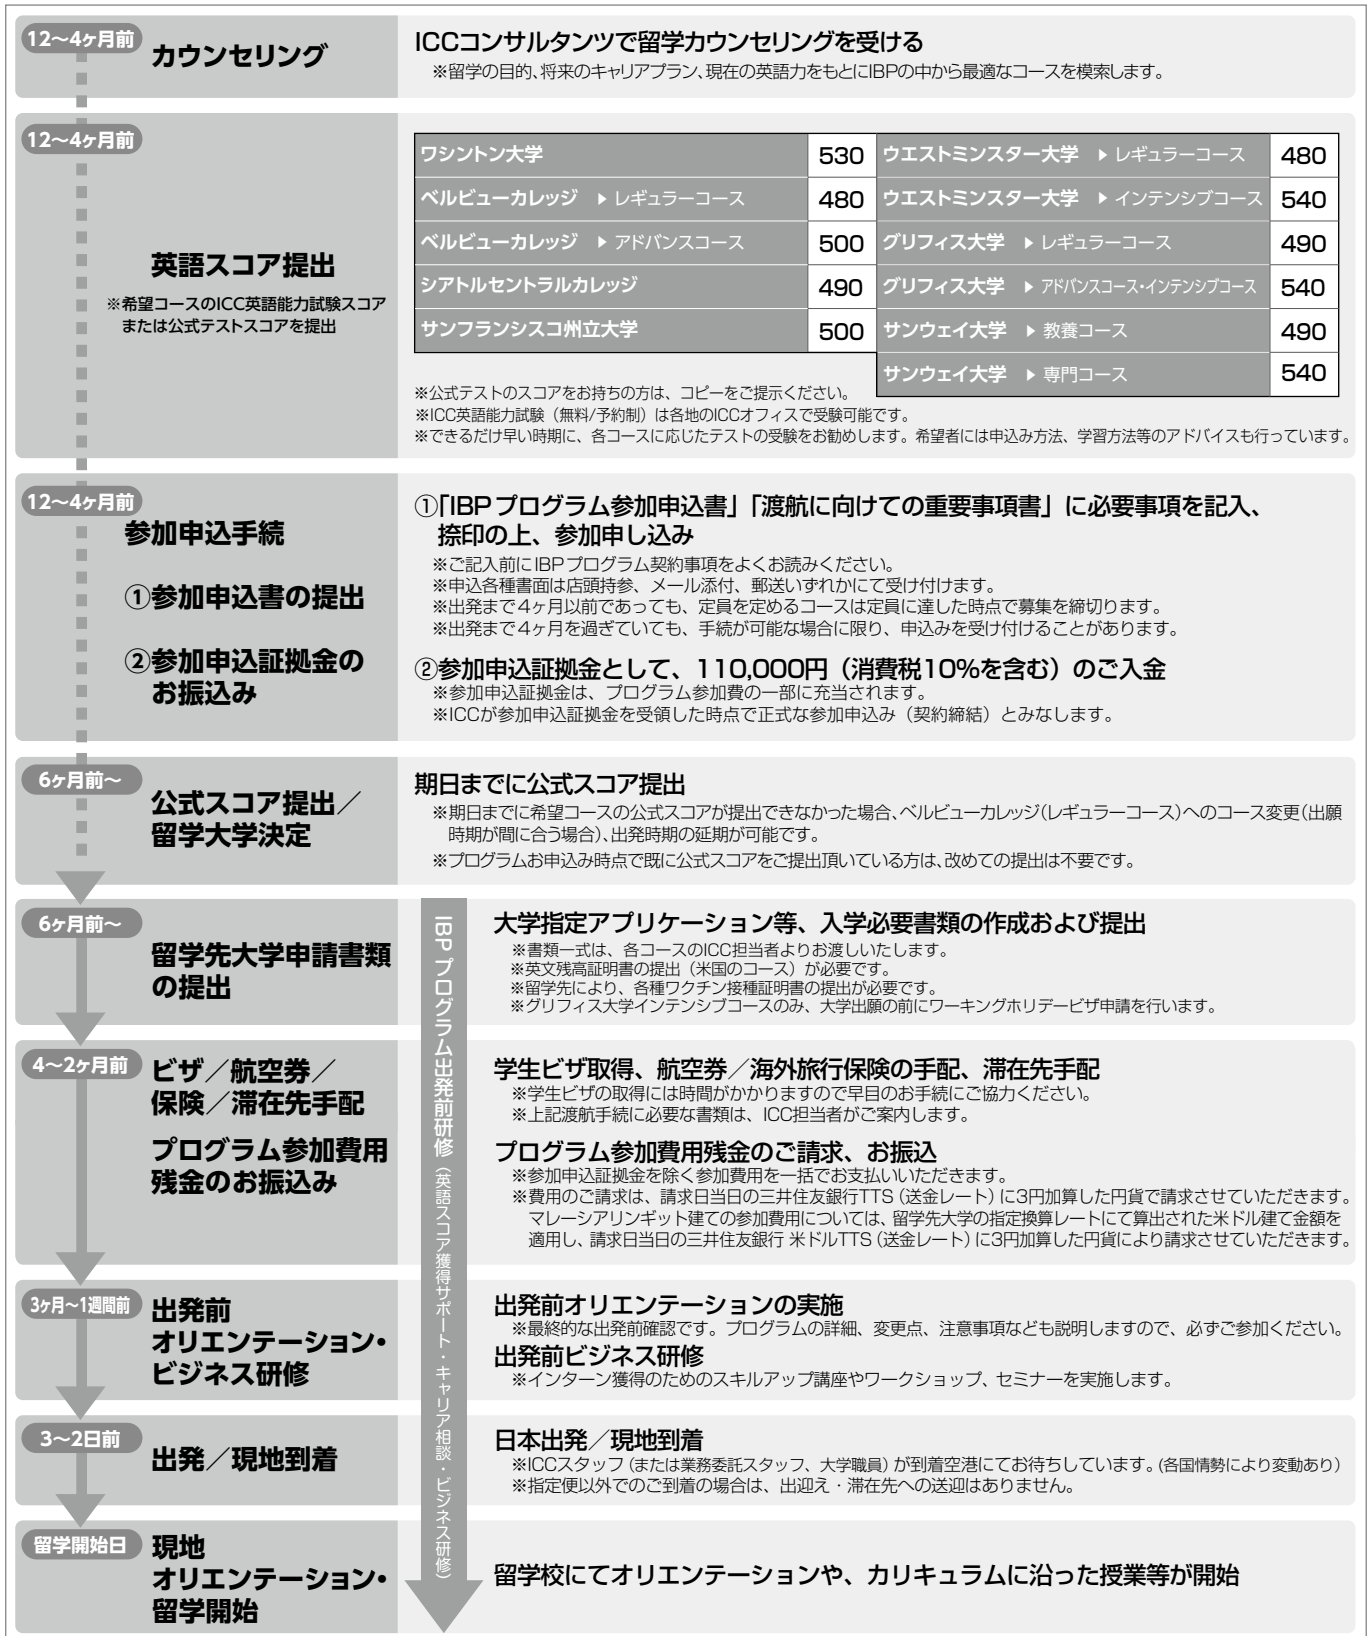 12〜4ヶ月前
カウンセリング
ICCコンサルタンツで留学カウンセリングを受ける
※留学の目的、将来のキャリアプラン、現在の英語力をもとにIBPの中から最適なコースを模索します。
12〜4ヶ月前
英語スコア提出
※希望コースのICC英語能力試験スコア
または公式テストスコアを提出
ワシントン大学 530
ベルビューカレッジ ▶ レギュラーコース 480
ベルビューカレッジ ▶ アドバンスコース 500
シアトルセントラルカレッジ 490
サンフランシスコ州立大学 500
ウエストミンスター大学 ▶ レギュラーコース 480
ウエストミンスター大学 ▶ インテンシブコース 540
グリフィス大学 ▶ レギュラーコース 490
グリフィス大学 ▶ アドバンスコース・インテンシブコース 540
サンウェイ大学 ▶ 教養コース 490
サンウェイ大学 ▶ 専門コース 540
※公式テストのスコアをお持ちの方は、コピーをご提示ください。
※ICC英語能力試験（無料/予約制）は各地のICCオフィスで受験可能です。
※できるだけ早い時期に、各コースに応じたテストの受験をお勧めします。希望者には申込み方法、学習方法等のアドバイスも行っています。
12〜4ヶ月前
参加申込手続
①参加申込書の提出
②参加申込証拠金の
お振込み
①「IBPプログラム参加申込書」「渡航に向けての重要事項書」に必要事項を記入、
捺印の上、参加申し込み
※ご記入前にIBPプログラム契約事項をよくお読みください。
※申込各種書面は店頭持参、メール添付、郵送いずれかにて受け付けます。
※出発まで4ヶ月以前であっても、定員を定めるコースは定員に達した時点で募集を締切ります。
※出発まで4ヶ月を過ぎていても、手続が可能な場合に限り、申込みを受け付けることがあります。
②参加申込証拠金として、110,000円（消費税10%を含む）のご入金
※参加申込証拠金は、プログラム参加費の一部に充当されます。
※ICCが参加申込証拠金を受領した時点で正式な参加申込み（契約締結）とみなします。
6ヶ月前〜
公式スコア提出／
留学大学決定
期日までに公式スコア提出
※期日までに希望コースの公式スコアが提出できなかった場合、ベルビューカレッジ（レギュラーコース）へのコース変更（出願
時期が間に合う場合）、出発時期の延期が可能です。
※プログラムお申込み時点で既に公式スコアをご提出頂いている方は、改めての提出は不要です。
6ヶ月前〜
留学先大学申請書類
の提出
IBP プログラム出発前研修（英語スコア獲得サポート・キャリア相談・ビジネス研修）
大学指定アプリケーション等、入学必要書類の作成および提出
※書類一式は、各コースのICC担当者よりお渡しいたします。
※英文残高証明書の提出（米国のコース）が必要です。
※留学先により、各種ワクチン接種証明書の提出が必要です。
※グリフィス大学インテンシブコースのみ、大学出願の前にワーキングホリデービザ申請を行います。
4〜2ヶ月前
ビザ／航空券／
保険／滞在先手配
プログラム参加費用
残金のお振込み
学生ビザ取得、航空券／海外旅行保険の手配、滞在先手配
※学生ビザの取得には時間がかかりますので早目のお手続にご協力ください。
※上記渡航手続に必要な書類は、ICC担当者がご案内します。
プログラム参加費用残金のご請求、お振込
※参加申込証拠金を除く参加費用を一括でお支払いいただきます。
※費用のご請求は、請求日当日の三井住友銀行TTS（送金レート）に3円加算した円貨で請求させていただきます。
マレーシアリンギット建ての参加費用については、留学先大学の指定換算レートにて算出された米ドル建て金額を
適用し、請求日当日の三井住友銀行 米ドルTTS（送金レート）に3円加算した円貨により請求させていただきます。
3ヶ月〜1週間前
出発前
オリエンテーション・
ビジネス研修
出発前オリエンテーションの実施
※最終的な出発前確認です。プログラムの詳細、変更点、注意事項なども説明しますので、必ずご参加ください。
出発前ビジネス研修
※インターン獲得のためのスキルアップ講座やワークショップ、セミナーを実施します。
3〜2日前
出発／現地到着
日本出発／現地到着
※ICCスタッフ（または業務委託スタッフ、大学職員）が到着空港にてお待ちしています。（各国情勢により変動あり）
※指定便以外でのご到着の場合は、出迎え・滞在先への送迎はありません。
留学開始日
現地
オリエンテーション・
留学開始
留学校にてオリエンテーションや、カリキュラムに沿った授業等が開始